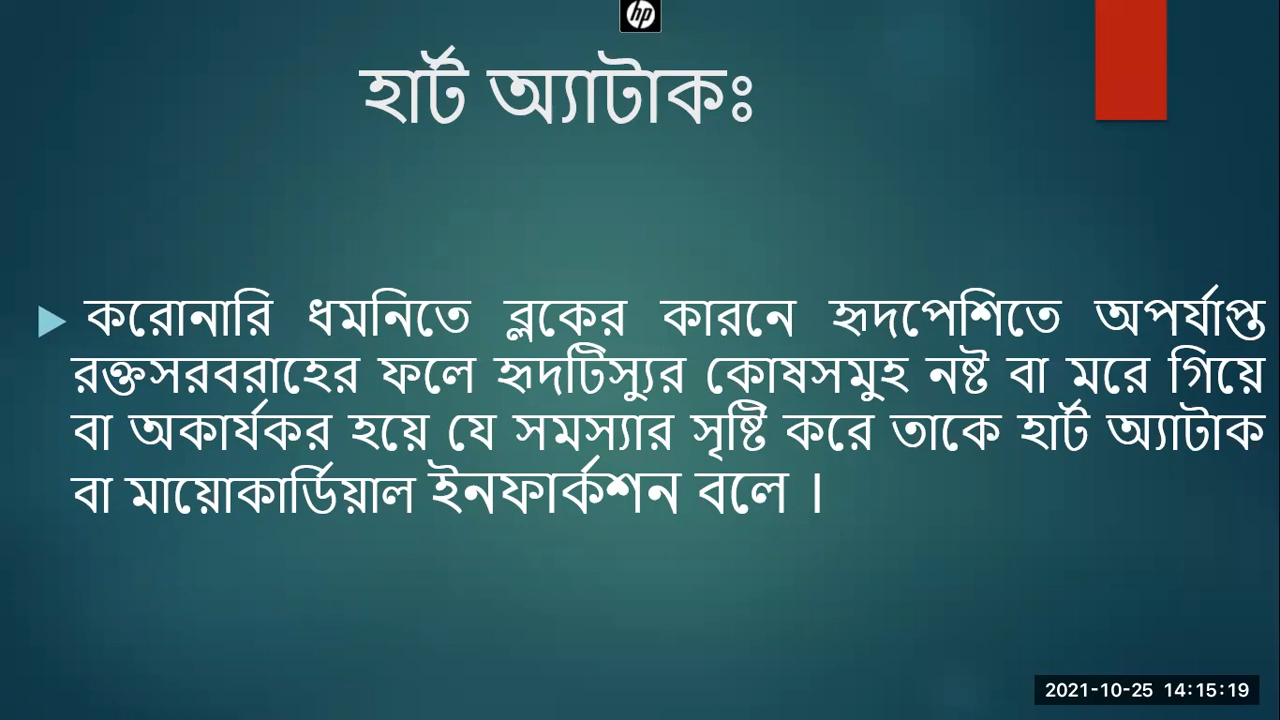 hp
হার্ট অ্যাটাকঃ
করোনারি ধমনিতে ব্লকের কারনে হৃদপেশিতে অপর্যাপ্ত
রক্তসরবরাহের ফলে হৃদটিস্যুর কোষসমুহ নষ্ট বা মরে গিয়ে
বা অকার্যকর হয়ে যে সমস্যার সৃষ্টি করে তাকে হার্ট অ্যাটাক
বা মায়োকার্ডিয়াল ইনফার্কশন বলে ।
2021-10-25 14:15:19